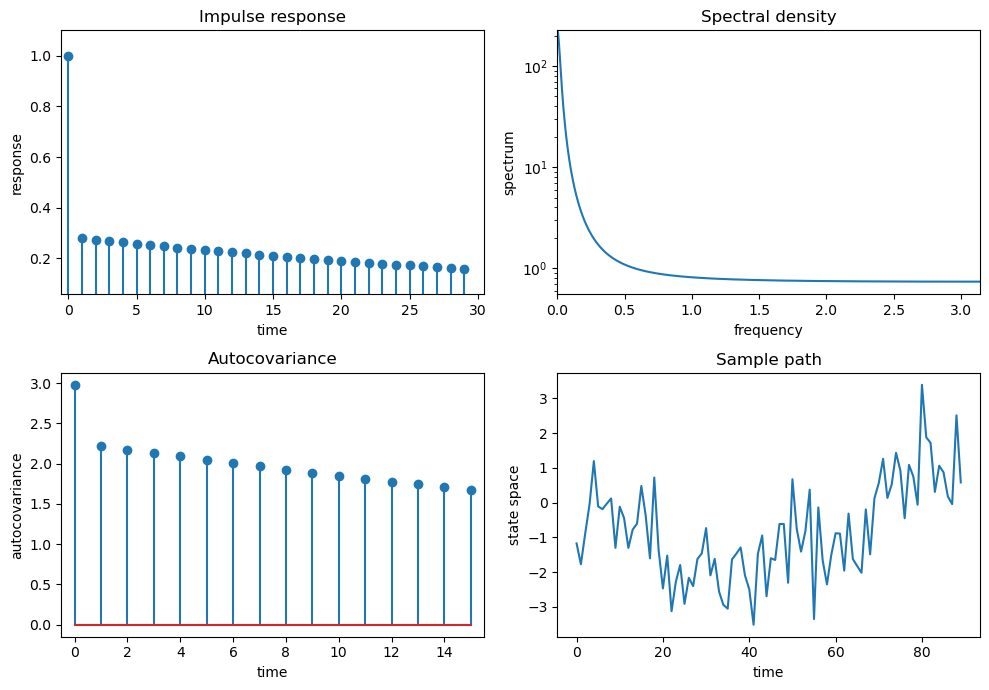 Impulse response
1.0
0.8
0.6
0.4
0.2
response
0 5 10 15 20 25 30
time
Spectral density
10²
10¹
10⁰
spectrum
0.0 0.5 1.0 1.5 2.0 2.5 3.0
frequency
Autocovariance
3.0
2.5
2.0
1.5
1.0
0.5
0.0
autocovariance
0 2 4 6 8 10 12 14
time
Sample path
3
2
1
0
−1
−2
−3
state space
0 20 40 60 80
time